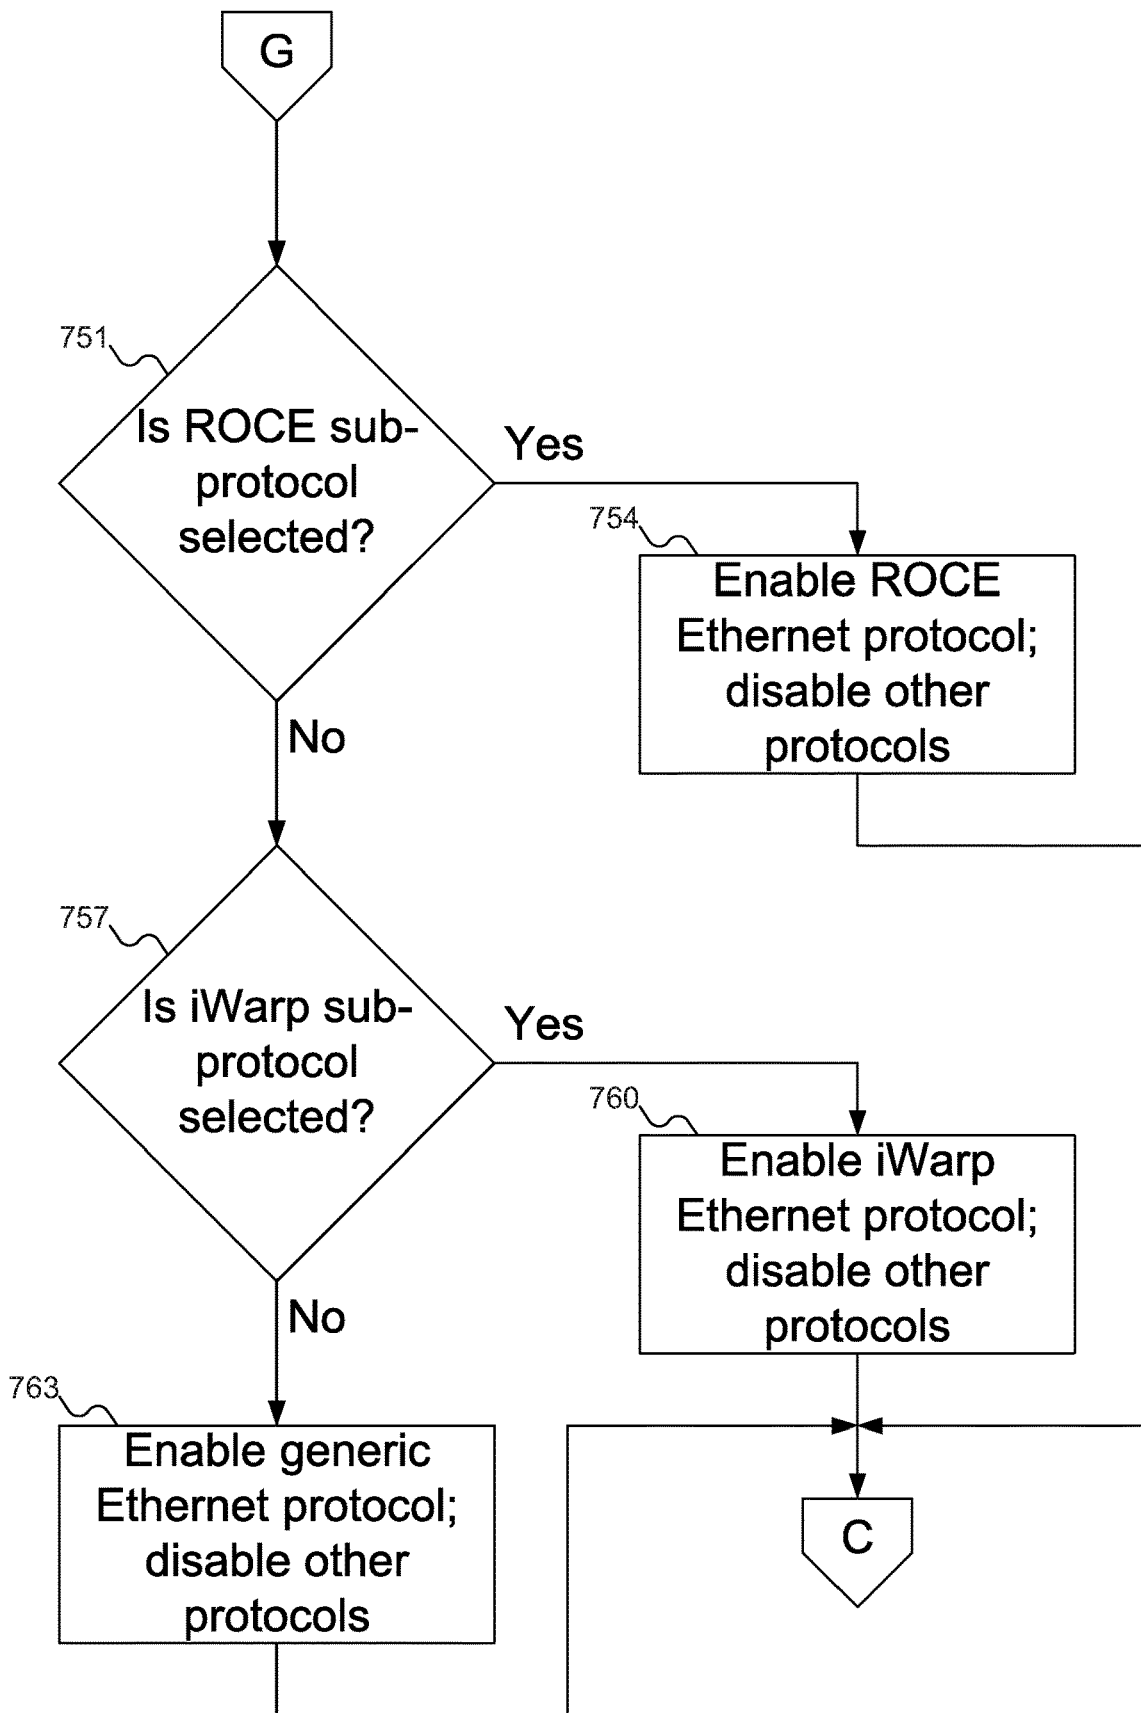 G
751
Is ROCE sub-
protocol
selected?
Yes
754
Enable ROCE
Ethernet protocol;
disable other
protocols
No
757
Is iWarp sub-
protocol
selected?
Yes
760
Enable iWarp
Ethernet protocol;
disable other
protocols
No
763
Enable generic
Ethernet protocol;
disable other
protocols
C